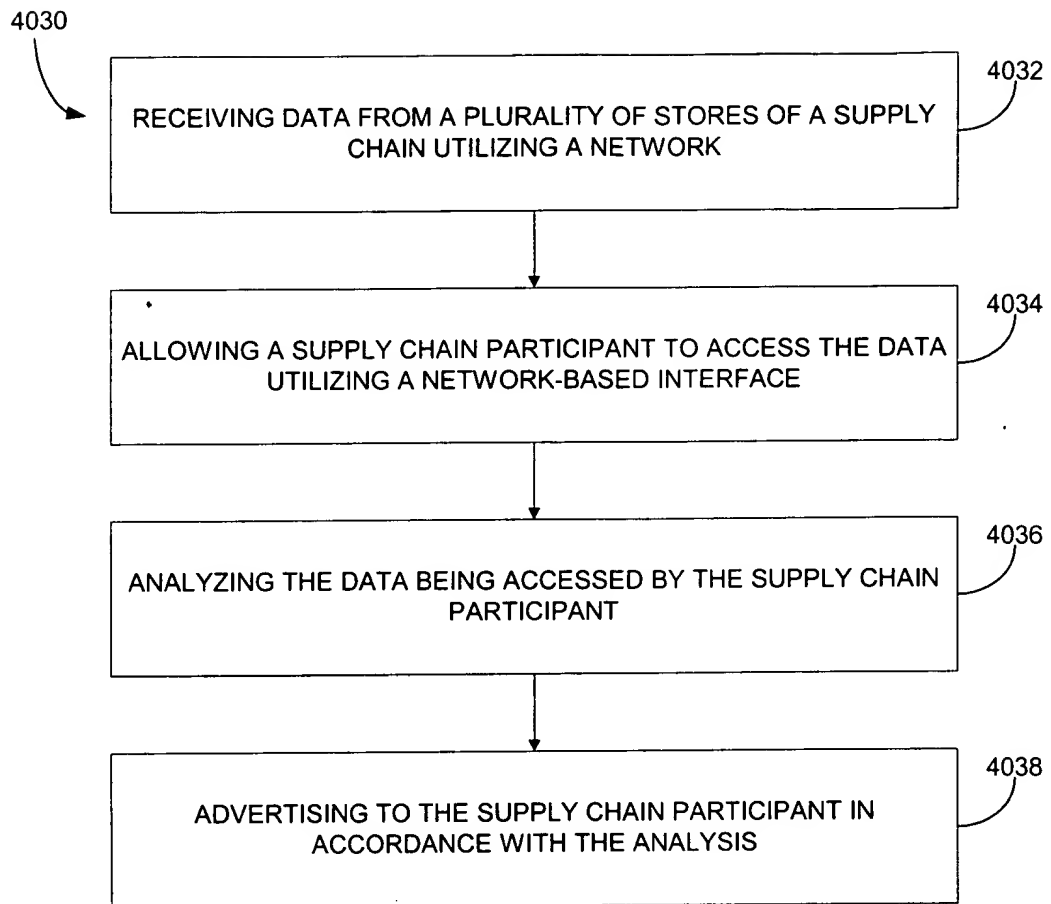 4030
4032
RECEIVING DATA FROM A PLURALITY OF STORES OF A SUPPLY
CHAIN UTILIZING A NETWORK
4034
ALLOWING A SUPPLY CHAIN PARTICIPANT TO ACCESS THE DATA
UTILIZING A NETWORK-BASED INTERFACE
4036
ANALYZING THE DATA BEING ACCESSED BY THE SUPPLY CHAIN
PARTICIPANT
4038
ADVERTISING TO THE SUPPLY CHAIN PARTICIPANT IN
ACCORDANCE WITH THE ANALYSIS